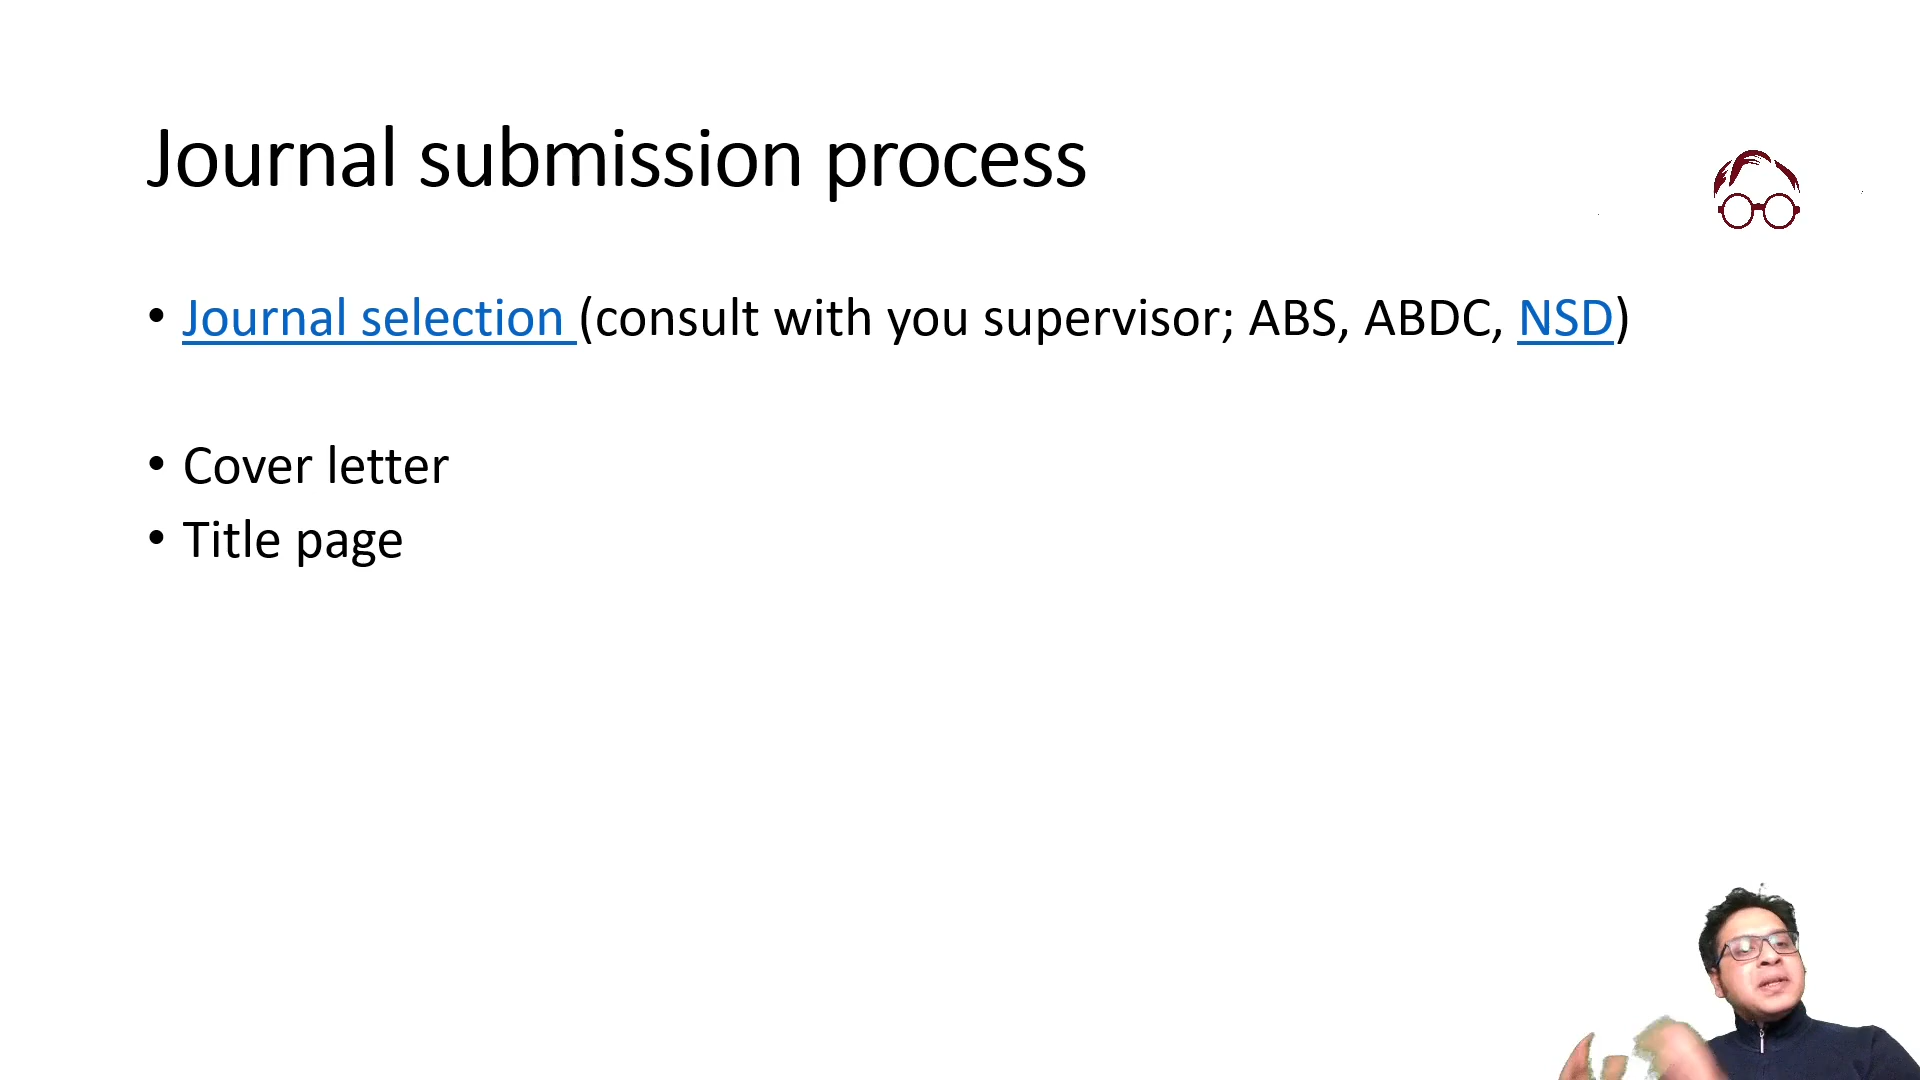 Journal submission process
• Journal selection (consult with you supervisor; ABS, ABDC, NSD)
• Cover letter
• Title page